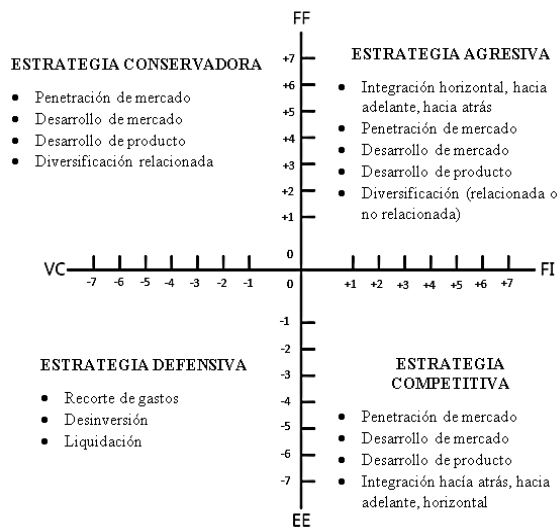 FF
ESTRATEGIA CONSERVADORA
• Penetración de mercado
• Desarrollo de mercado
• Desarrollo de producto
• Diversificación relacionada
ESTRATEGIA AGRESIVA
• Integración horizontal, hacia
adelante, hacia atrás
• Penetración de mercado
• Desarrollo de mercado
• Desarrollo de producto
• Diversificación (relacionada o
no relacionada)
+7
+6
+5
+4
+3
+2
+1
0
VC
-7 -6 -5 -4 -3 -2 -1 0 +1 +2 +3 +4 +5 +6 +7
FI
-1
-2
-3
-4
-5
-6
-7
ESTRATEGIA DEFENSIVA
• Recorte de gastos
• Desinversión
• Liquidación
ESTRATEGIA
COMPETITIVA
• Penetración de mercado
• Desarrollo de mercado
• Desarrollo de producto
• Integración hacía atrás, hacia
adelante, horizontal
EE